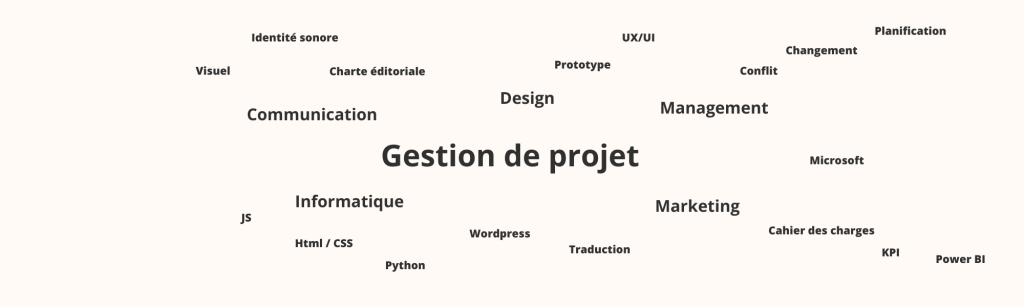 Planification
Identité sonore
UX/UI
Changement
Prototype
Visuel
Charte éditoriale
Conflit
Design
Management
Communication
Gestion de projet
Microsoft
Informatique
Marketing
JS
Cahier des charges
Wordpress
Html / CSS
Traduction
KPI
Power BI
Python